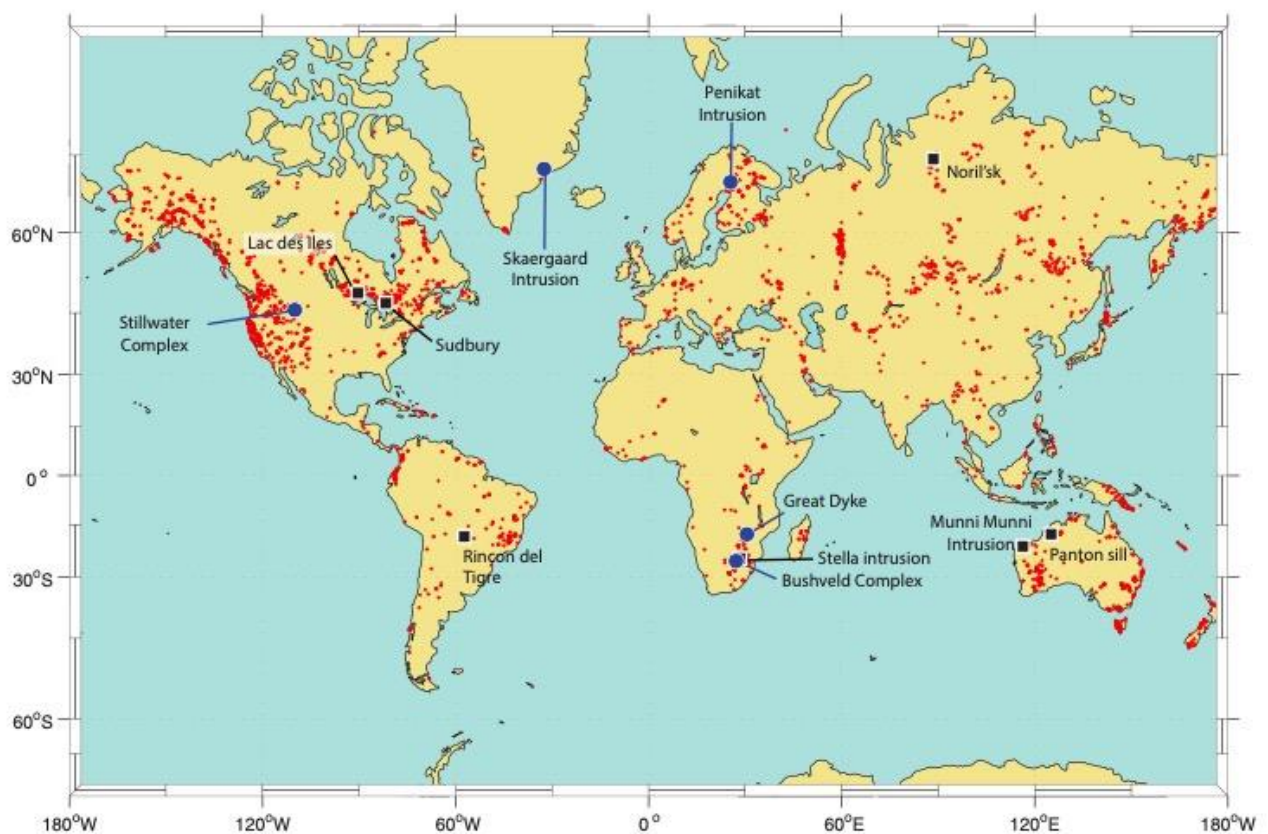 Penikat
Intrusion
Noril'sk
60°N
Lac des Iles
Skaergaard
Intrusion
Stillwater
Complex
Sudbury
30°N
0°
Great Dyke
Munni Munni
Intrusion
Rincon del
Tigre
Stella intrusion
Panton sill
Bushveld Complex
30°S
60°S
180°W
120°W
60°W
0°
60°E
120°E
180°W